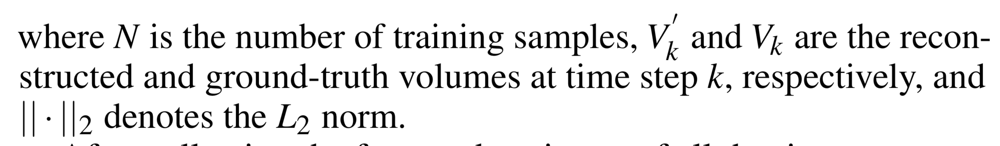 where N is the number of training samples, V′ₖ and Vₖ are the recon-
structed and ground-truth volumes at time step k, respectively, and
|| · ||₂ denotes the L₂ norm.